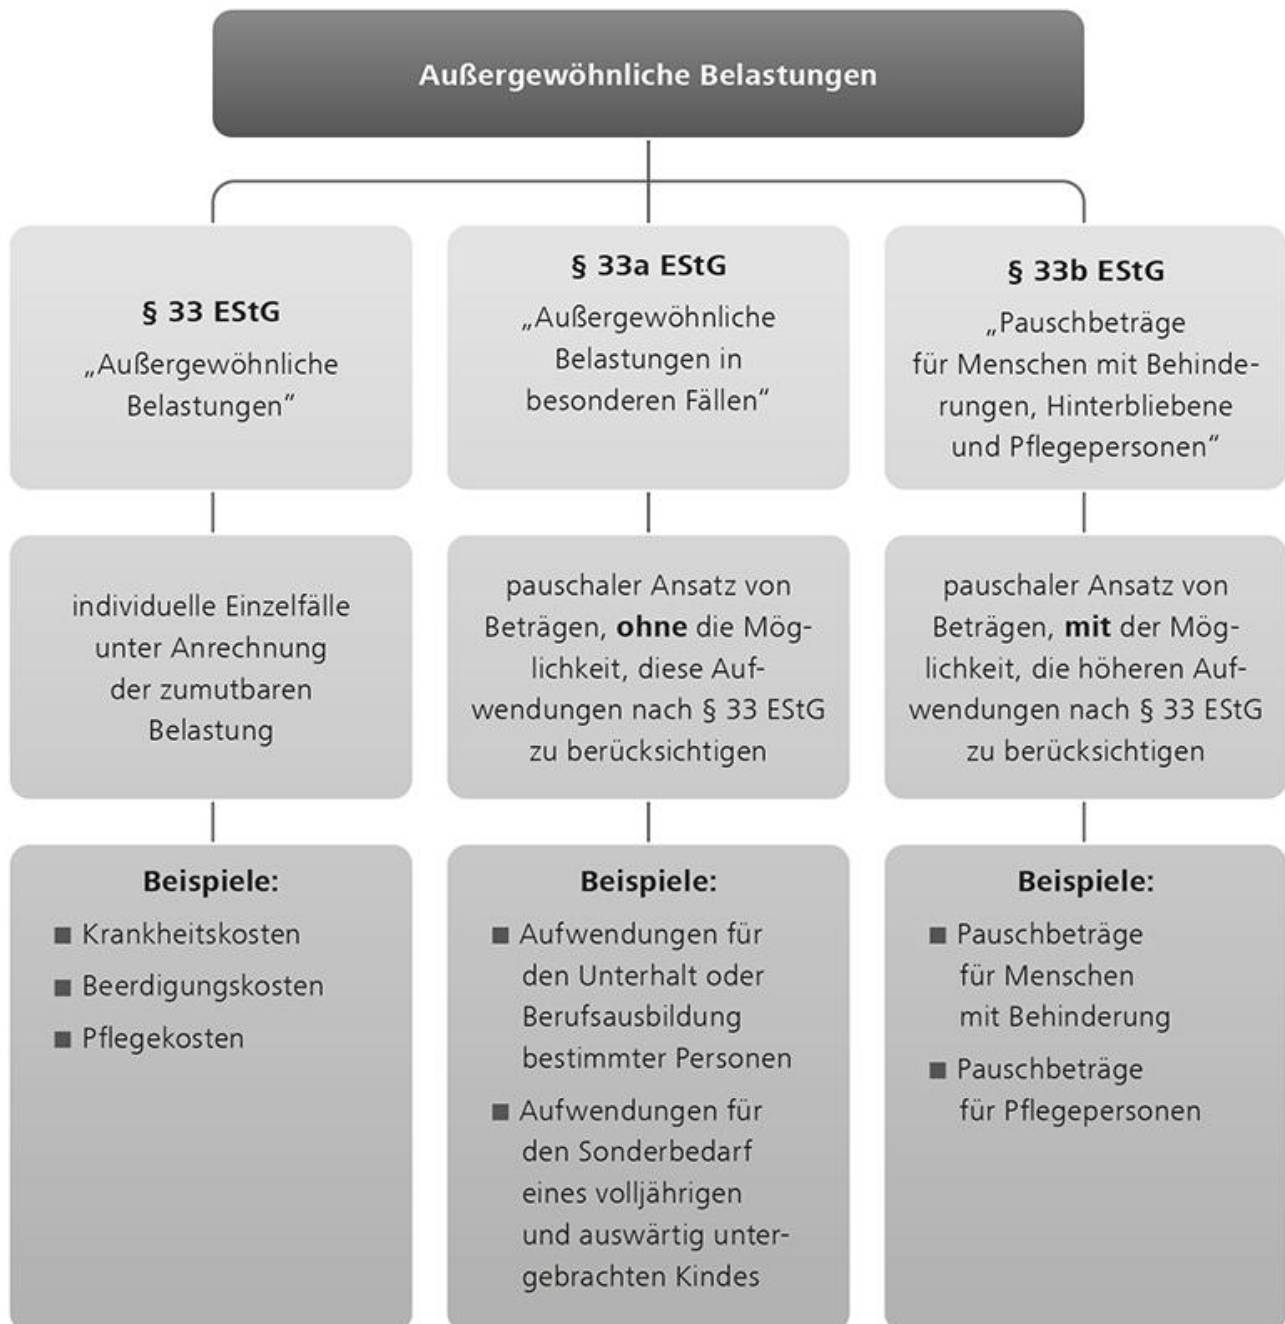 Außergewöhnliche Belastungen
§ 33 EStG
„Außergewöhnliche
Belastungen“
individuelle Einzelfälle
unter Anrechnung
der zumutbaren
Belastung
Beispiele:
■ Krankheitskosten
■ Beerdigungskosten
■ Pflegekosten
§ 33a EStG
„Außergewöhnliche
Belastungen in
besonderen Fällen“
pauschaler Ansatz von
Beträgen, ohne die Mög-
lichkeit, diese Auf-
wendungen nach § 33 EStG
zu berücksichtigen
Beispiele:
■ Aufwendungen für
den Unterhalt oder
Berufsausbildung
bestimmter Personen
■ Aufwendungen für
den Sonderbedarf
eines volljährigen
und auswärtig unter-
gebrachten Kindes
§ 33b EStG
„Pauschbeträge
für Menschen mit Behinde-
rungen, Hinterbliebene
und Pflegepersonen“
pauschaler Ansatz von
Beträgen, mit der Mög-
lichkeit, die höheren Auf-
wendungen nach § 33 EStG
zu berücksichtigen
Beispiele:
■ Pauschbeträge
für Menschen
mit Behinderung
■ Pauschbeträge
für Pflegepersonen